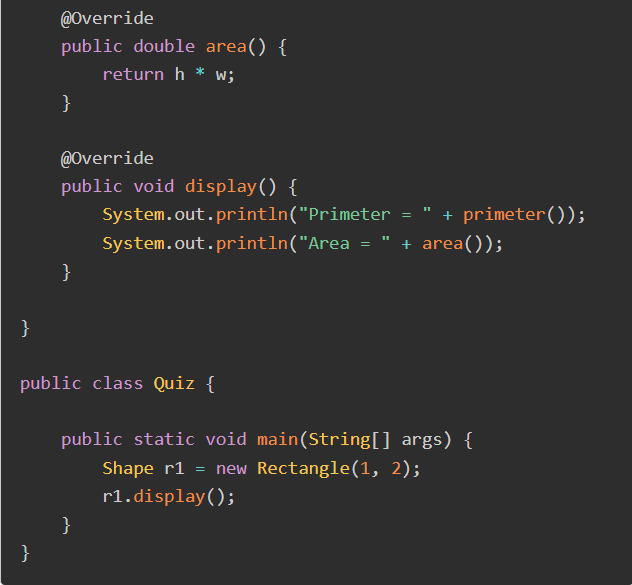 @Override
    public double area() {
        return h * w;
    }

    @Override
    public void display() {
        System.out.println("Primeter = " + primeter());
        System.out.println("Area = " + area());
    }

}

public class Quiz {

    public static void main(String[] args) {
        Shape r1 = new Rectangle(1, 2);
        r1.display();
    }
}